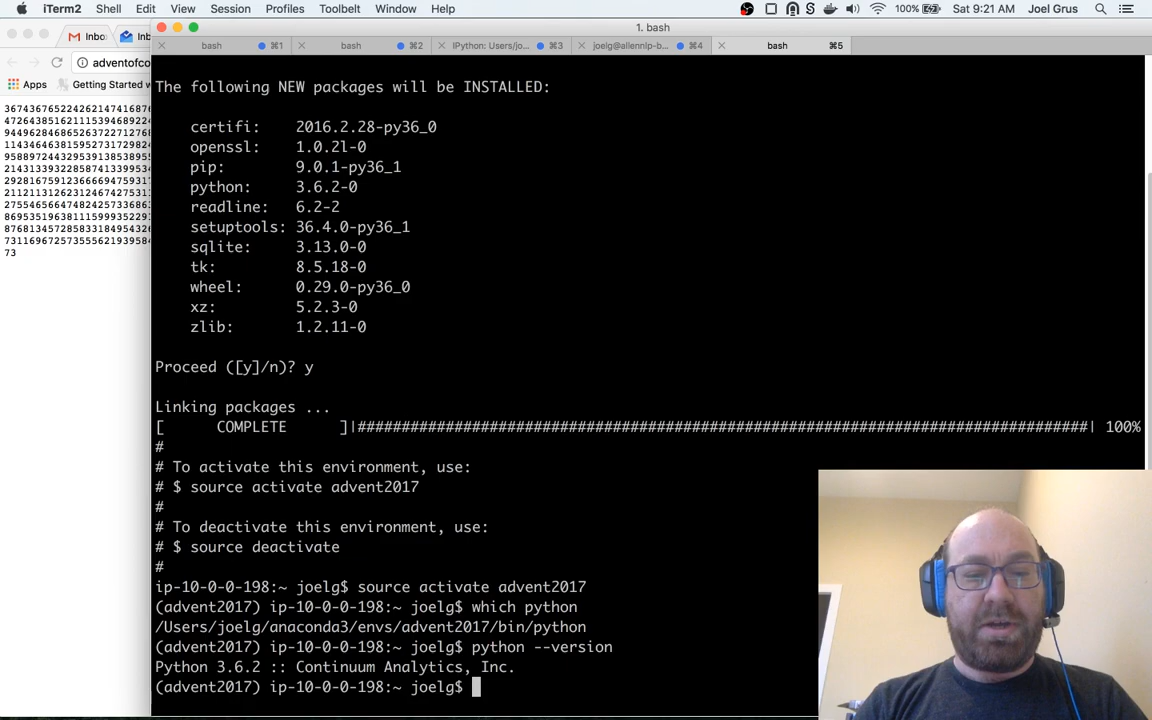 iTerm2 Shell Edit View Session Profiles Toolbelt Window Help 100% Sat 9:21 AM Joel Grus
1. bash
Inbo Inb
bash ⌘1 bash ⌘2 IPython: Users/jo... ⌘3 joelg@allennlp-b... ⌘4 bash ⌘5
adventofco
Apps Getting Started w
The following NEW packages will be INSTALLED:
certifi: 2016.2.28-py36_0
openssl: 1.0.2l-0
pip: 9.0.1-py36_1
python: 3.6.2-0
readline: 6.2-2
setuptools: 36.4.0-py36_1
sqlite: 3.13.0-0
tk: 8.5.18-0
wheel: 0.29.0-py36_0
xz: 5.2.3-0
zlib: 1.2.11-0
Proceed ([y]/n)? y
Linking packages ...
[ COMPLETE ]|####################################################################################| 100%
#
# To activate this environment, use:
# $ source activate advent2017
#
# To deactivate this environment, use:
# $ source deactivate
#
ip-10-0-0-198:~ joelg$ source activate advent2017
(advent2017) ip-10-0-0-198:~ joelg$ which python
/Users/joelg/anaconda3/envs/advent2017/bin/python
(advent2017) ip-10-0-0-198:~ joelg$ python --version
Python 3.6.2 :: Continuum Analytics, Inc.
(advent2017) ip-10-0-0-198:~ joelg$
73